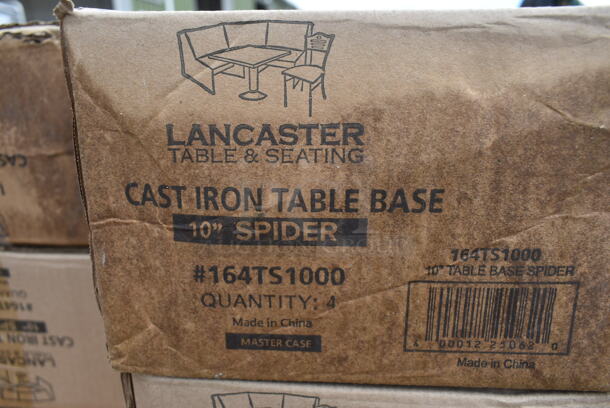 LANCASTER
TABLE & SEATING
CAST IRON TABLE BASE
10" SPIDER
#164TS1000
QUANTITY: 4
Made in China
MASTER CASE
164TS1000
10" TABLE BASE SPIDER
Made in China